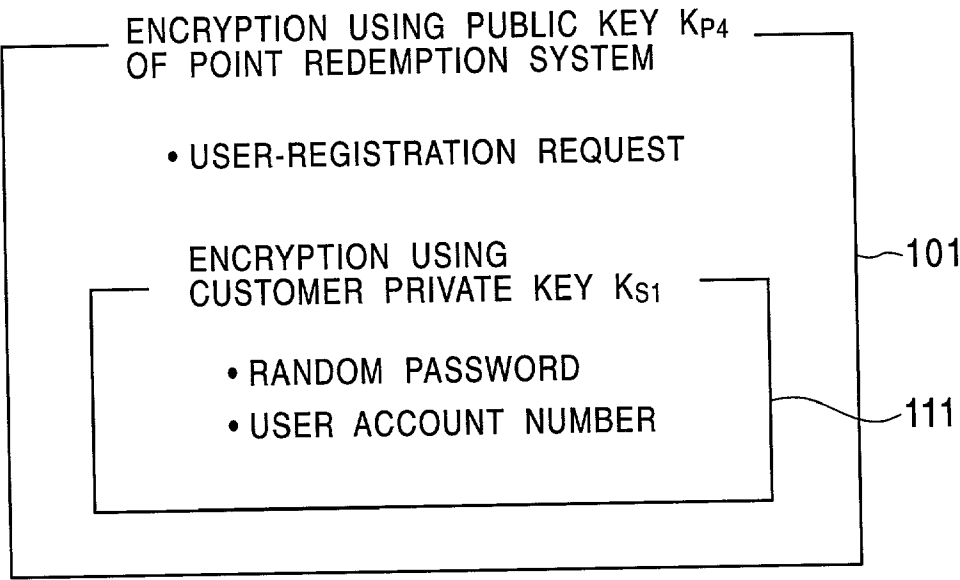 ENCRYPTION USING PUBLIC KEY KP4
OF POINT REDEMPTION SYSTEM
• USER-REGISTRATION REQUEST
ENCRYPTION USING
CUSTOMER PRIVATE KEY KS1
• RANDOM PASSWORD
• USER ACCOUNT NUMBER
101
111